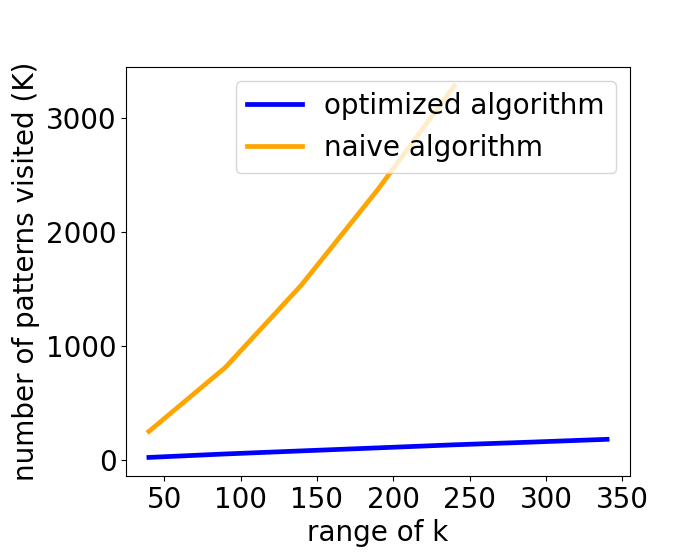 number of patterns visited (K)
3000
2000
1000
0
optimized algorithm
naive algorithm
50 100 150 200 250 300 350
range of k